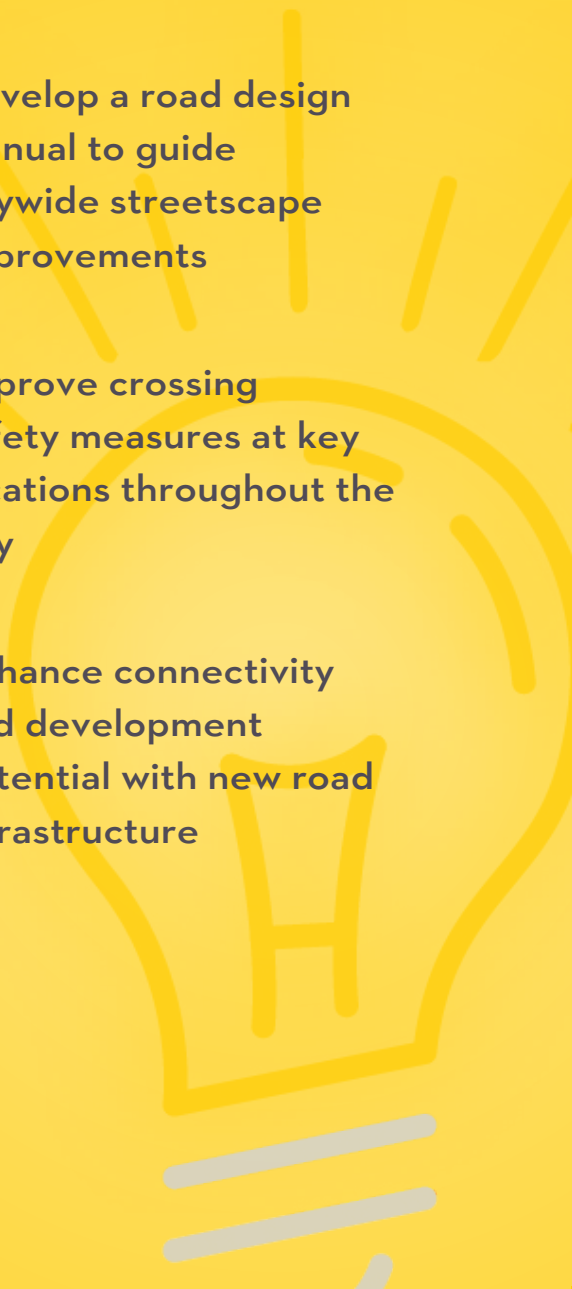 velop a road design
nual to guide
ywide streetscape
provements
prove crossing
fety measures at key
ations throughout the
y
hance connectivity
d development
tential with new road
rastructure